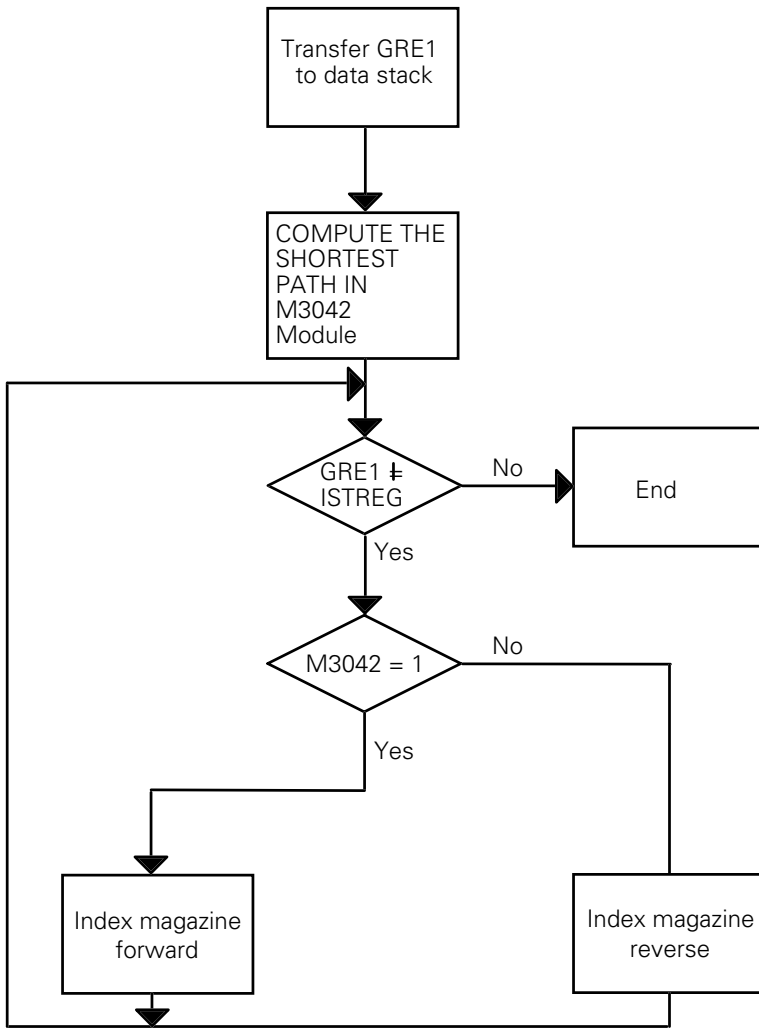 Transfer GRE1
to data stack
COMPUTE THE
SHORTEST
PATH IN
M3042
Module
GRE1 ǂ
ISTREG
No
End
Yes
M3042 = 1
No
Yes
Index magazine
forward
Index magazine
reverse